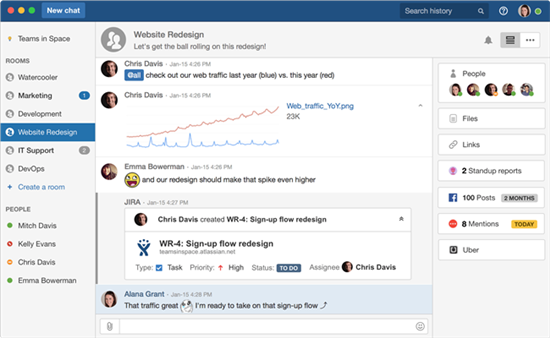 New chat
Search history
Teams in Space
ROOMS
Watercooler
Marketing 1
Development
Website Redesign
IT Support 2
DevOps
+ Create a room
PEOPLE
Mitch Davis
Kelly Evans
Chris Davis
Emma Bowerman
Website Redesign
Let's get the ball rolling on this redesign!
Chris Davis · Jan-15 4:26 PM
@all check out our web traffic last year (blue) vs. this year (red)
Chris Davis · Jan-15 4:26 PM
Web_traffic_YoY.png
23K
Emma Bowerman · Jan-15 4:26 PM
and our redesign should make that spike even higher
JIRA · Jan-15 4:27 PM
Chris Davis created WR-4: Sign-up flow redesign
WR-4: Sign-up flow redesign
teamsinspace.atlassian.net
Type: Task Priority: High Status: TO DO Assignee Chris Davis
Alana Grant · Jan-15 4:28 PM
That traffic great I'm ready to take on that sign-up flow
People
Files
Links
2 Standup reports
100 Posts 2 MONTHS
8 Mentions TODAY
Uber